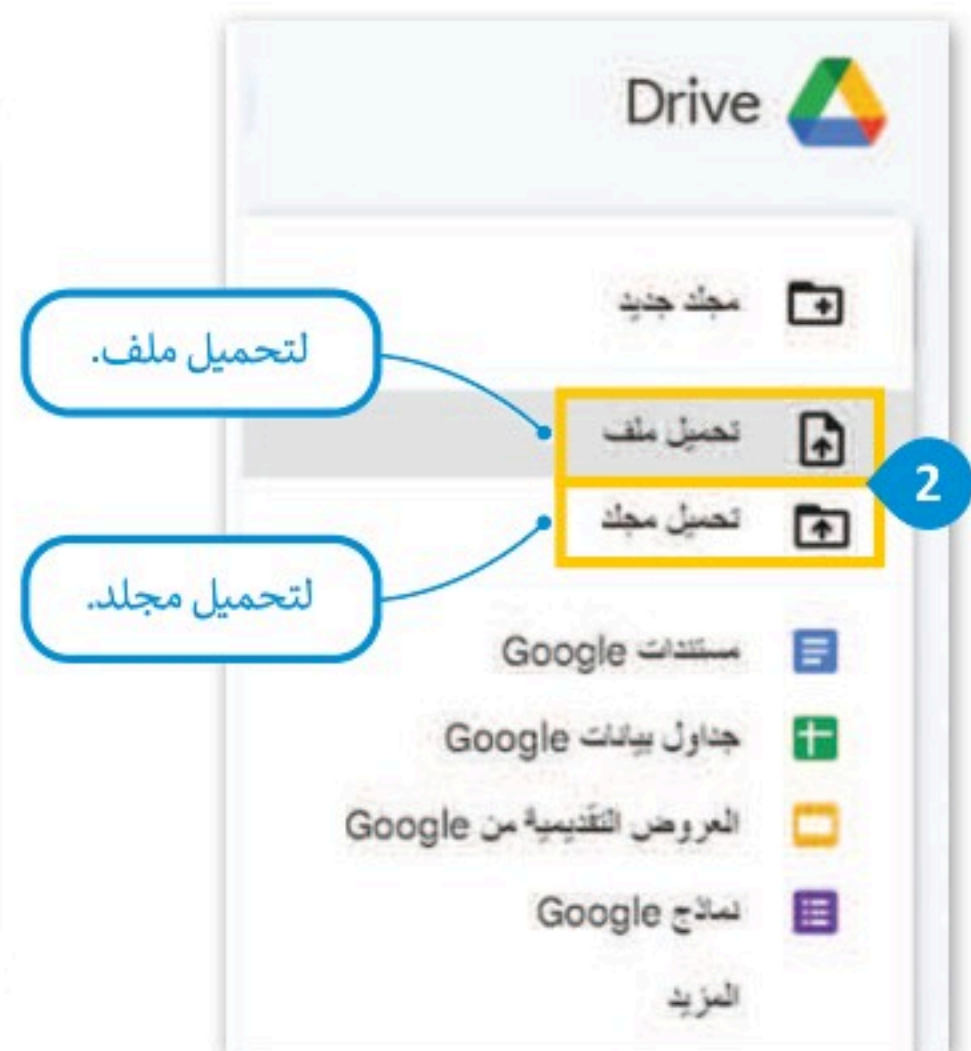 Drive
مجلد جديد
لتحميل ملف.
تحميل ملف
2
تحميل مجلد
لتحميل مجلد.
مستندات Google
جداول بيانات Google
العروض التقديمية من Google
نماذج Google
المزيد